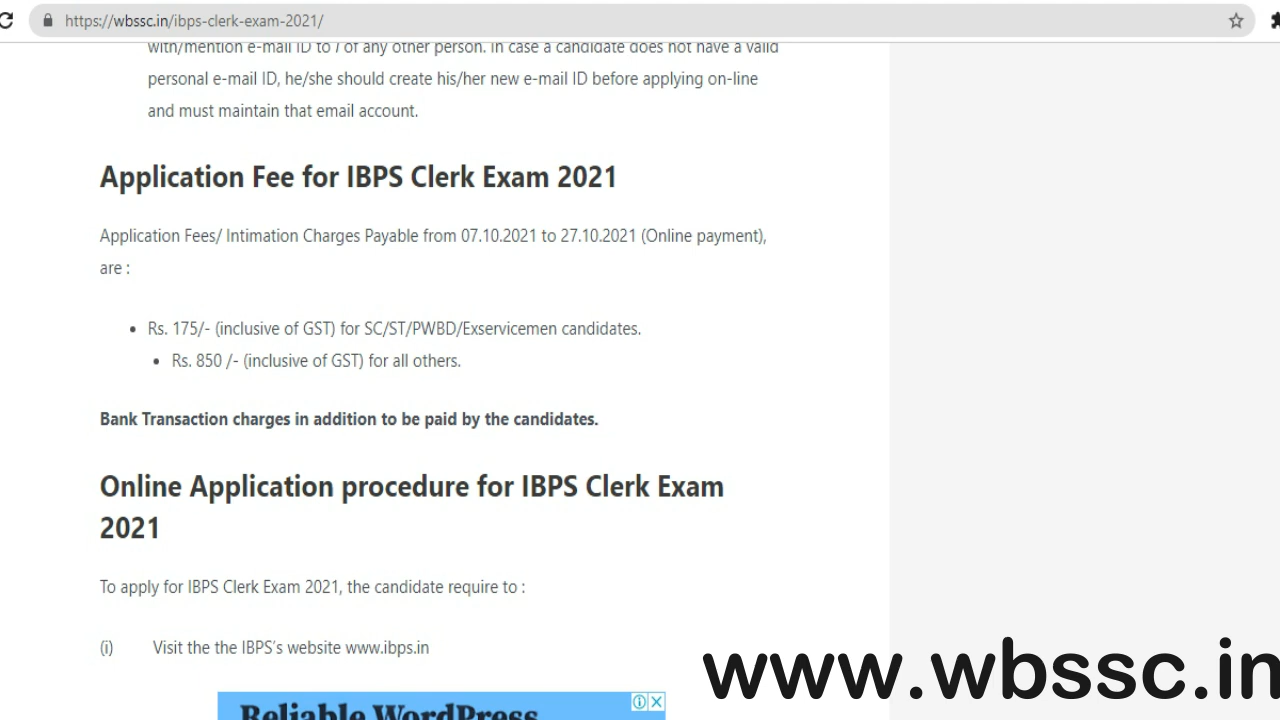 https://wbssc.in/ibps-clerk-exam-2021/
with/mention e-mail ID to / of any other person. In case a candidate does not have a valid
personal e-mail ID, he/she should create his/her new e-mail ID before applying on-line
and must maintain that email account.
Application Fee for IBPS Clerk Exam 2021
Application Fees/ Intimation Charges Payable from 07.10.2021 to 27.10.2021 (Online payment),
are :
• Rs. 175/- (inclusive of GST) for SC/ST/PWBD/Exservicemen candidates.
• Rs. 850 /- (inclusive of GST) for all others.
Bank Transaction charges in addition to be paid by the candidates.
Online Application procedure for IBPS Clerk Exam
2021
To apply for IBPS Clerk Exam 2021, the candidate require to :
(i) Visit the the IBPS's website www.ibps.in
www.wbssc.in
Reliable WordPress